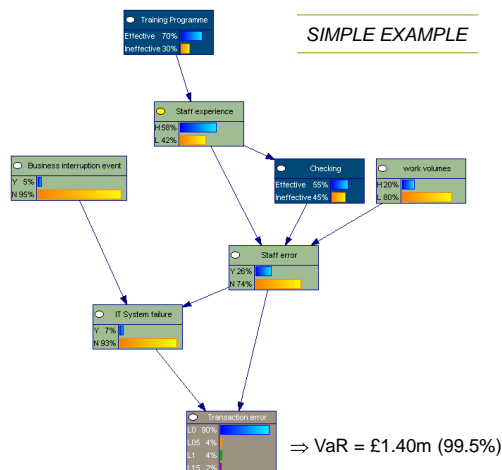 SIMPLE EXAMPLE
Training Programme
Effective 70%
Ineffective 30%
Staff experience
H 58%
L 42%
Business interruption event
Y 5%
N 95%
Checking
Effective 55%
Ineffective 45%
work volumes
H 20%
L 80%
Staff error
Y 26%
N 74%
IT System failure
Y 7%
N 93%
Transaction error
L0 90%
L05 4%
L1 4%
L15 2%
⇒ VaR = £1.40m (99.5%)